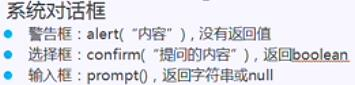 系统对话框
警告框：alert(“内容”)，没有返回值
选择框：confirm(“提问的内容”)，返回boolean
输入框：prompt()，返回字符串或null